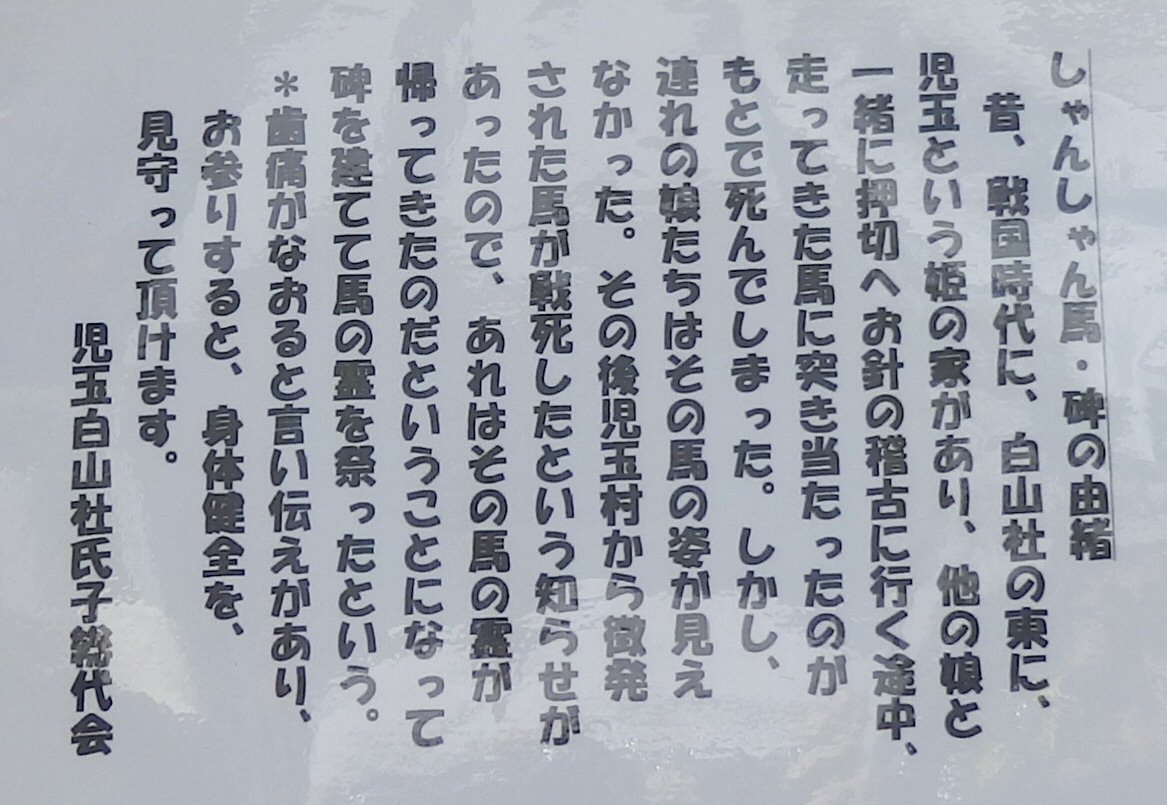 しゃんしゃん馬・碑の由緒
昔、戦国時代に、白山社の東に、
児玉という姫の家があり、他の娘と
一緒に押切へお針の稽古に行く途中、
走ってきた馬に突き当たったのが
もとで死んでしまった。しかし、
連れの娘たちはその馬の姿が見え
なかった。その後児玉村から徴発
された馬が戦死したという知らせが
あったので、あれはその馬の霊が
帰ってきたのだということになって
碑を建てて馬の霊を祭ったという。
＊歯痛がなおると言い伝えがあり、
お参りすると、身体健全を、
見守って頂けます。
児玉白山社氏子総代会